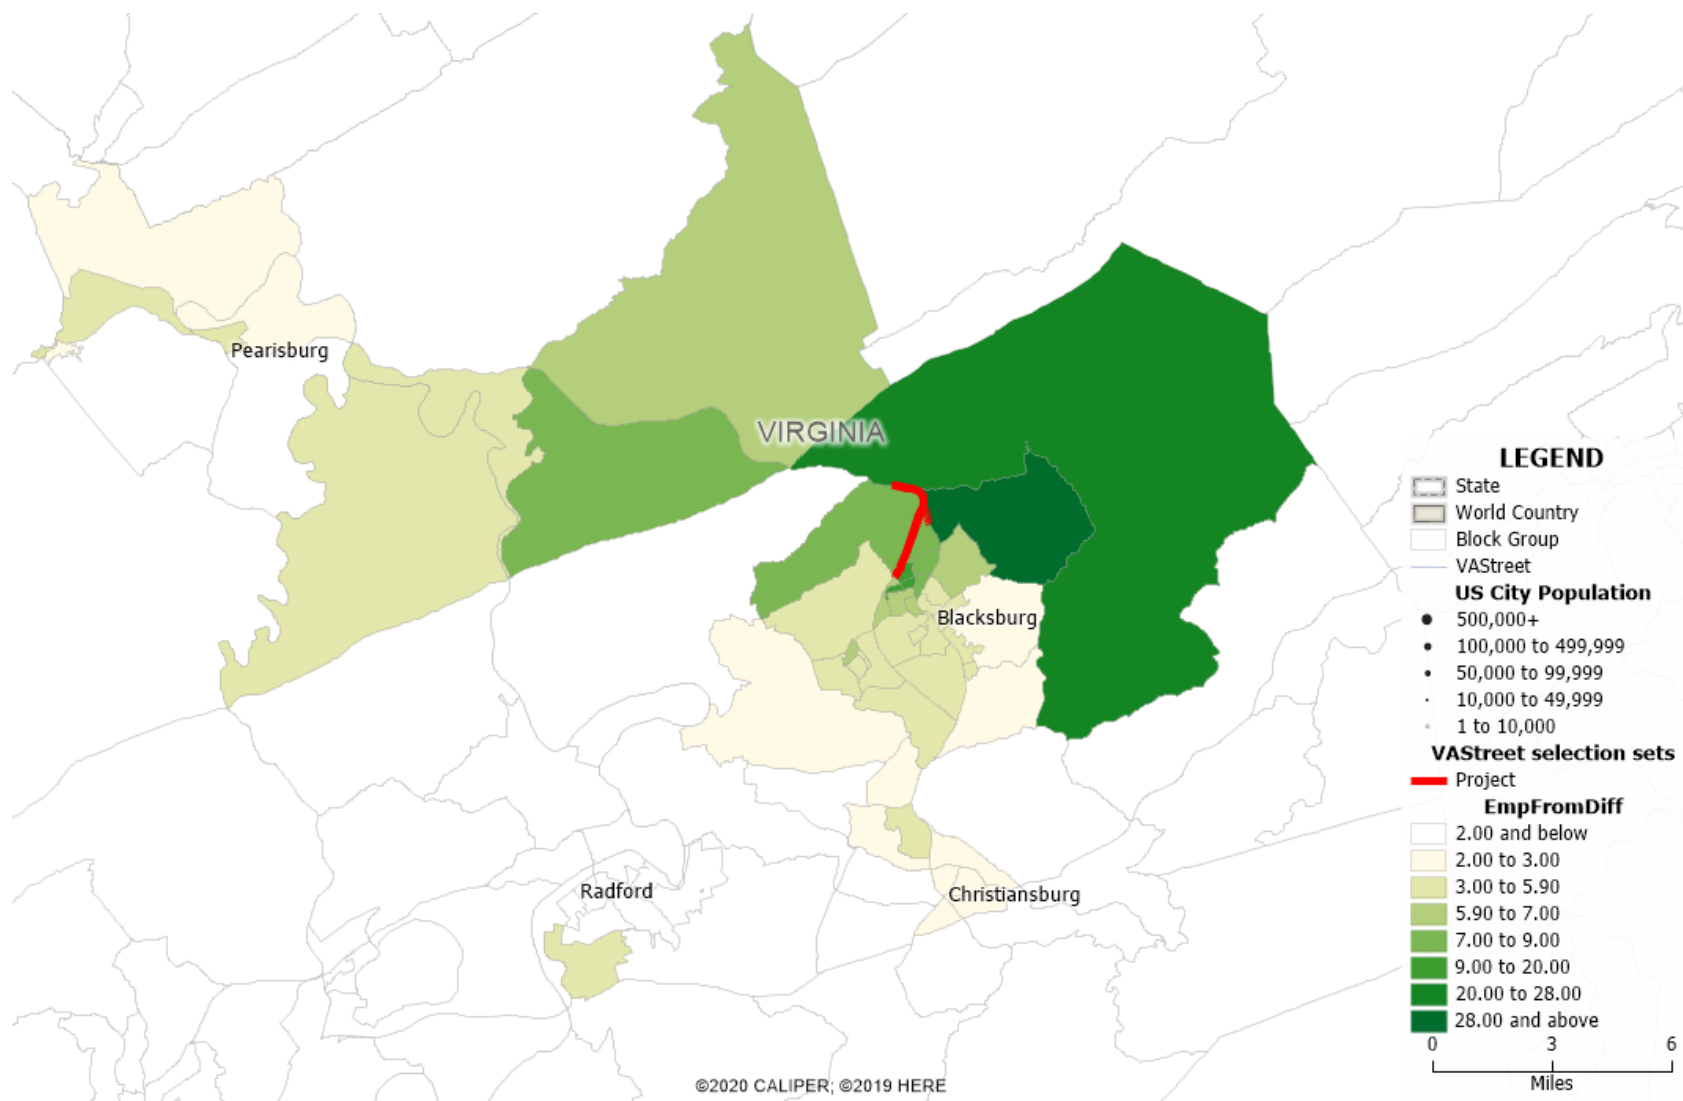 Pearisburg
VIRGINIA
Blacksburg
Radford
Christiansburg
LEGEND
State
World Country
Block Group
VAStreet
US City Population
500,000+
100,000 to 499,999
50,000 to 99,999
10,000 to 49,999
1 to 10,000
VAStreet selection sets
Project
EmpFromDiff
2.00 and below
2.00 to 3.00
3.00 to 5.90
5.90 to 7.00
7.00 to 9.00
9.00 to 20.00
20.00 to 28.00
28.00 and above
0 3 6
Miles
©2020 CALIPER; ©2019 HERE